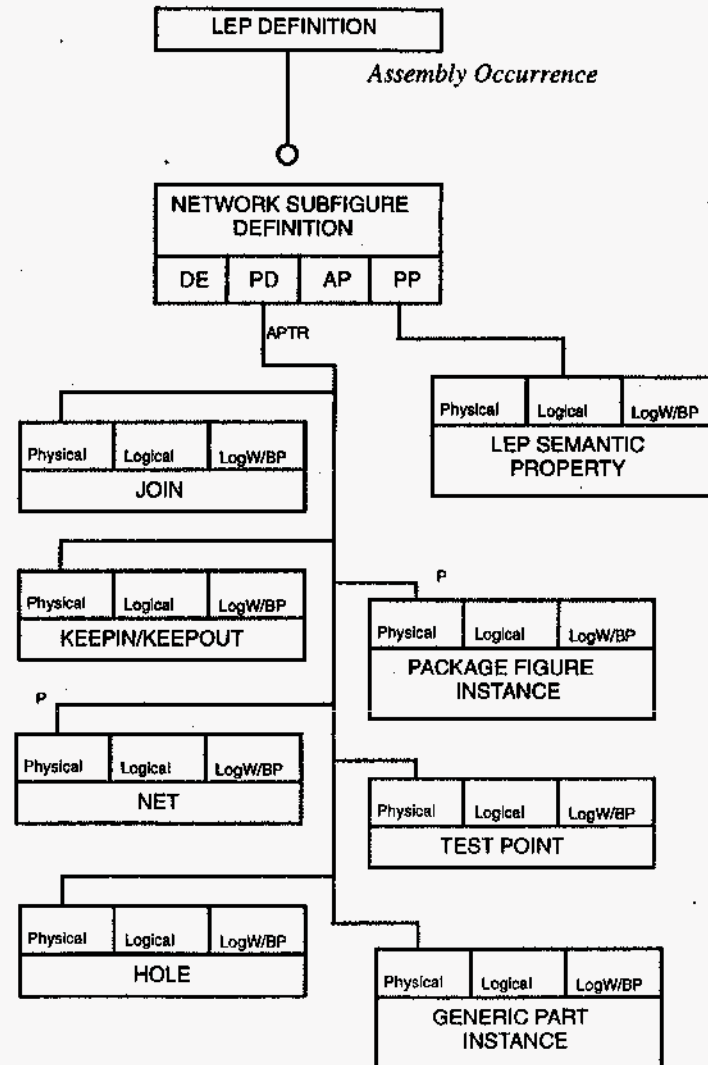 LEP DEFINITION
Assembly Occurrence
NETWORK SUBFIGURE
DEFINITION
DE PD AP PP
APTR
Physical Logical LogW/BP
LEP SEMANTIC
PROPERTY
Physical Logical LogW/BP
JOIN
Physical Logical LogW/BP
KEEPIN/KEEPOUT
P
Physical Logical LogW/BP
PACKAGE FIGURE
INSTANCE
P
Physical Logical LogW/BP
NET
Physical Logical LogW/BP
TEST POINT
Physical Logical LogW/BP
HOLE
Physical Logical LogW/BP
GENERIC PART
INSTANCE